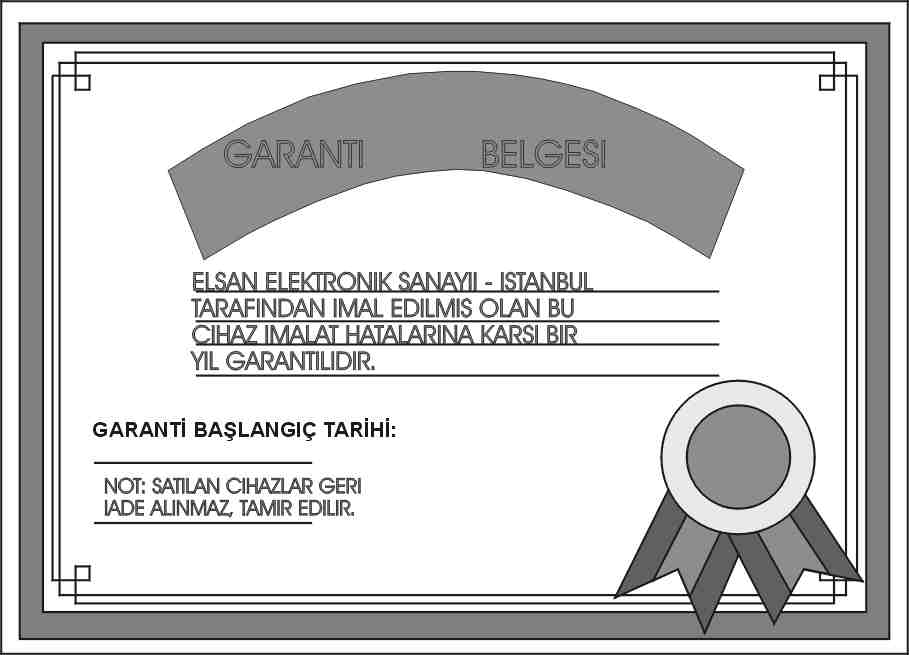 GARANTI BELGESI
ELSAN ELEKTRONIK SANAYII - ISTANBUL
TARAFINDAN IMAL EDILMIS OLAN BU
CIHAZ IMALAT HATALARINA KARSI BIR
YIL GARANTILIDIR.
GARANTİ BAŞLANGIÇ TARİHİ:
NOT: SATILAN CIHAZLAR GERI
IADE ALINMAZ, TAMIR EDILIR.